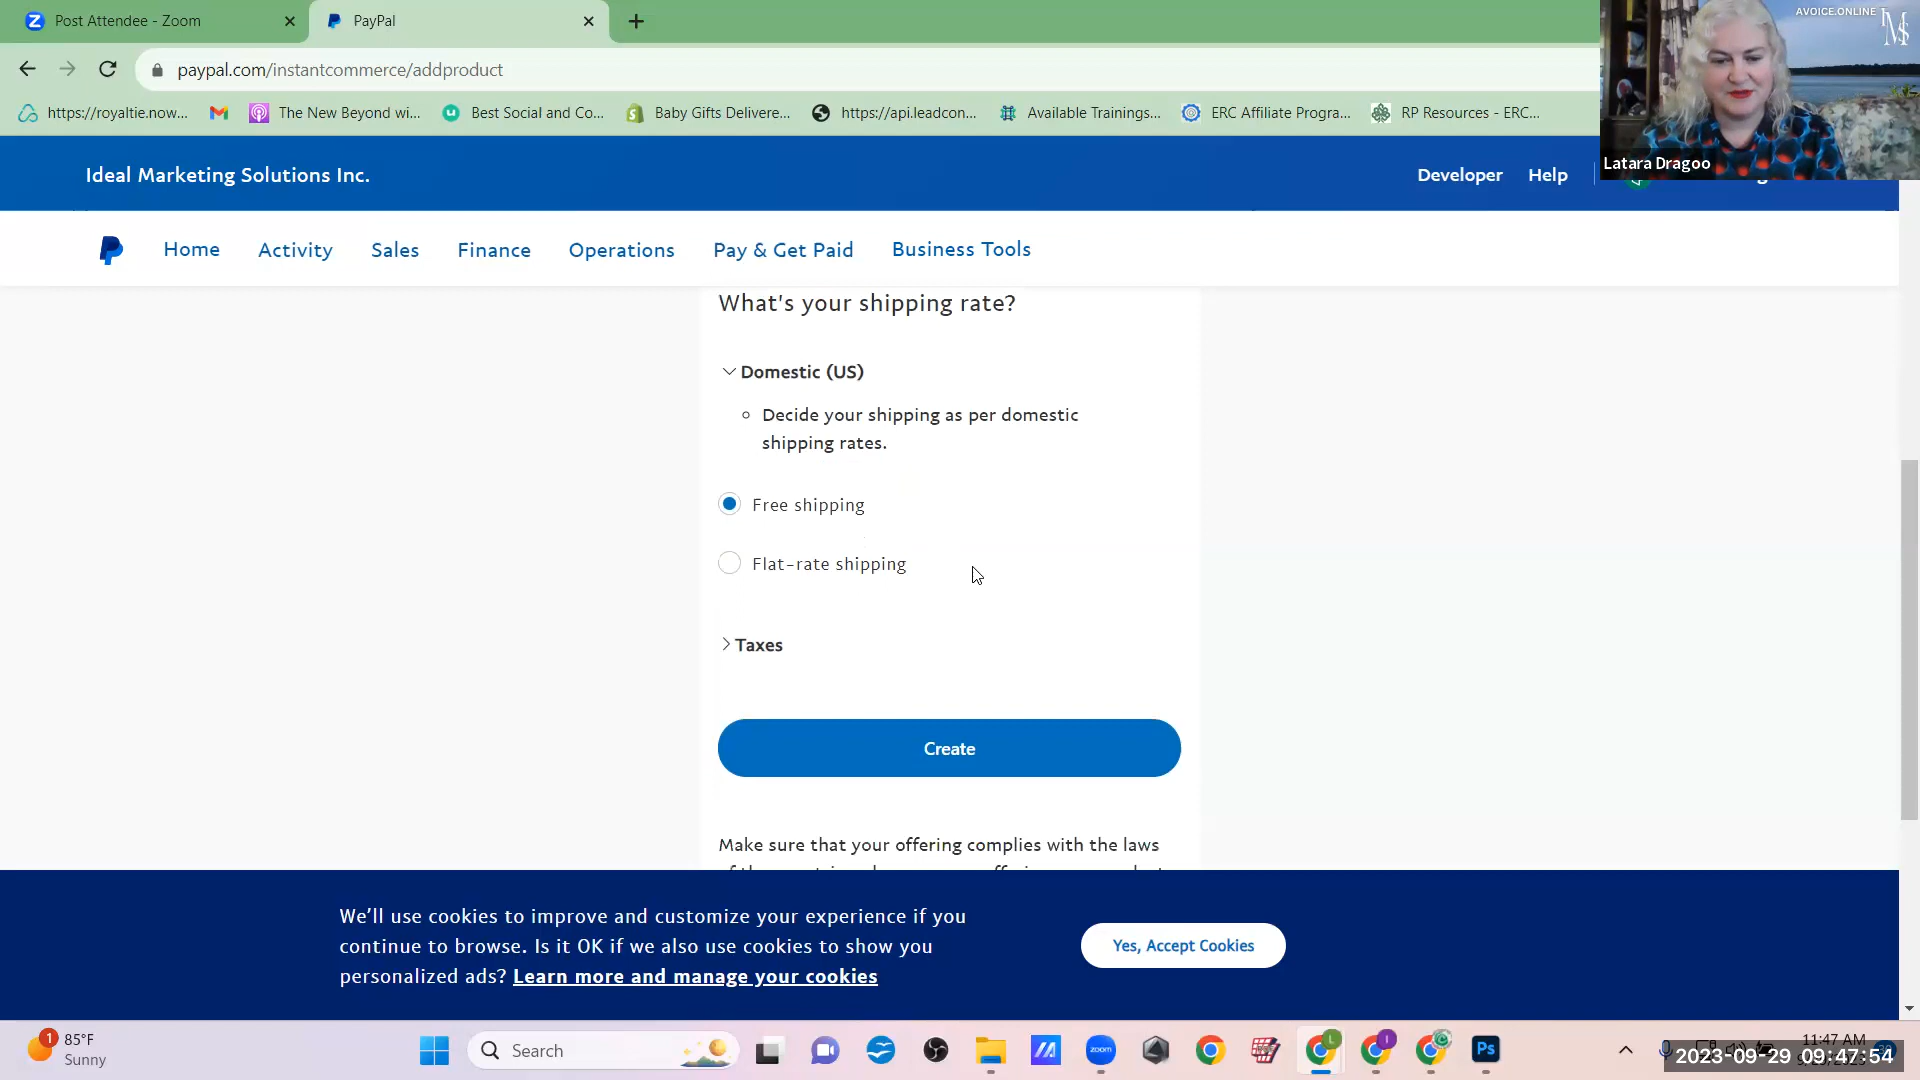 Post Attendee - Zoom
PayPal
AVOICE.ONLINE
paypal.com/instantcommerce/addproduct
https://royaltie.now...
The New Beyond wi...
Best Social and Co...
Baby Gifts Delivere...
https://api.leadcon...
Available Trainings...
ERC Affiliate Progra...
RP Resources - ERC...
Latara Dragoo
Ideal Marketing Solutions Inc.
Developer
Help
Home
Activity
Sales
Finance
Operations
Pay & Get Paid
Business Tools
What's your shipping rate?
Domestic (US)
Decide your shipping as per domestic
shipping rates.
Free shipping
Flat-rate shipping
Taxes
Create
Make sure that your offering complies with the laws
We'll use cookies to improve and customize your experience if you
continue to browse. Is it OK if we also use cookies to show you
personalized ads? Learn more and manage your cookies
Yes, Accept Cookies
1
85°F
Sunny
Search
zoom
Ps
11:47 AM
2023-09-29 09:47:54